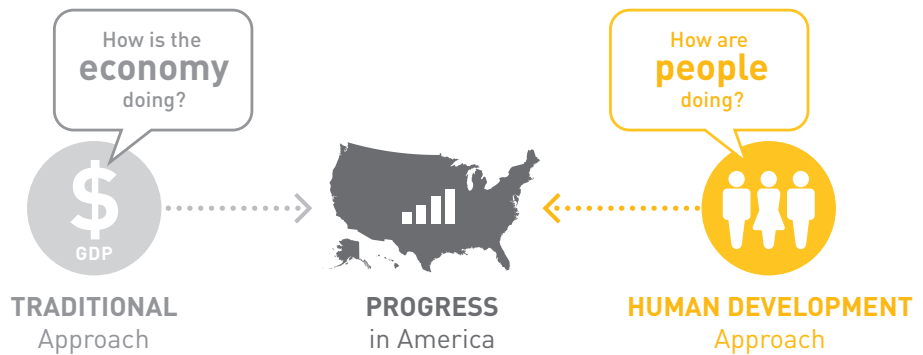 How is the
economy
doing?
How are
people
doing?
$
GDP
TRADITIONAL
Approach
PROGRESS
in America
HUMAN DEVELOPMENT
Approach